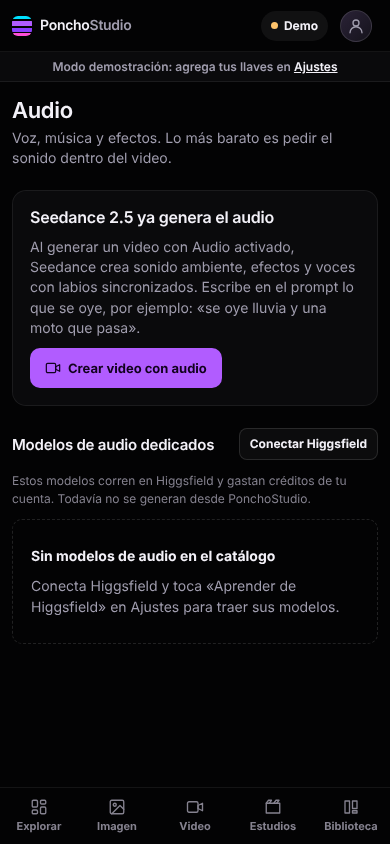 PonchoStudio
Demo
Modo demostración: agrega tus llaves en Ajustes
Audio
Voz, música y efectos. Lo más barato es pedir el
sonido dentro del video.
Seedance 2.5 ya genera el audio
Al generar un video con Audio activado,
Seedance crea sonido ambiente, efectos y voces
con labios sincronizados. Escribe en el prompt lo
que se oye, por ejemplo: «se oye lluvia y una
moto que pasa».
Crear video con audio
Modelos de audio dedicados
Conectar Higgsfield
Estos modelos corren en Higgsfield y gastan créditos de tu
cuenta. Todavía no se generan desde PonchoStudio.
Sin modelos de audio en el catálogo
Conecta Higgsfield y toca «Aprender de
Higgsfield» en Ajustes para traer sus modelos.
Explorar
Imagen
Video
Estudios
Biblioteca